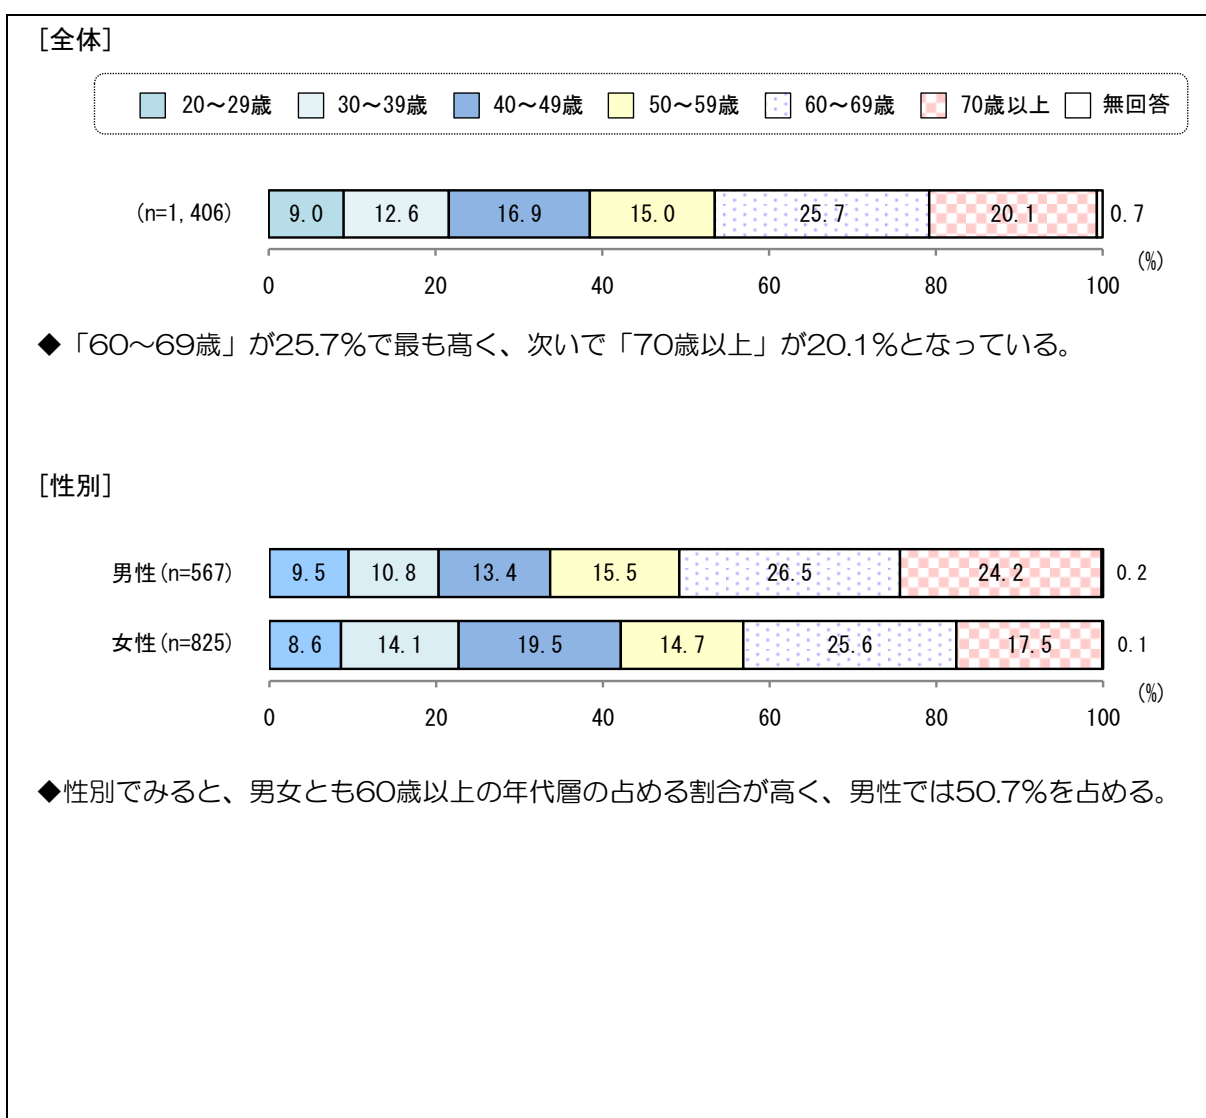 [全体]
20～29歳 30～39歳 40～49歳 50～59歳 60～69歳 70歳以上 無回答
(n=1,406) 9.0 12.6 16.9 15.0 25.7 20.1 0.7
(%)
0 20 40 60 80 100
◆「60～69歳」が25.7%で最も髙く、次いで「70歳以上」が20.1%となっている。
[性別]
男性(n=567) 9.5 10.8 13.4 15.5 26.5 24.2 0.2
女性(n=825) 8.6 14.1 19.5 14.7 25.6 17.5 0.1
(%)
0 20 40 60 80 100
◆性別でみると、男女とも60歳以上の年代層の占める割合が高く、男性では50.7%を占める。